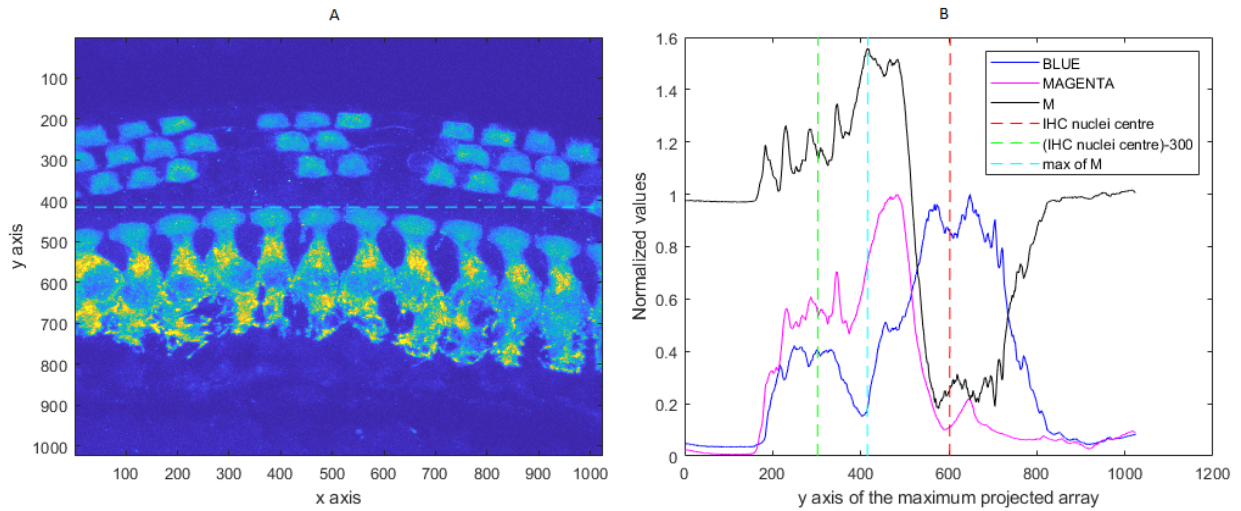 A
y axis
100
200
300
400
500
600
700
800
900
1000
100 200 300 400 500 600 700 800 900 1000
x axis
B
Normalized values
1.6
1.4
1.2
1
0.8
0.6
0.4
0.2
0
BLUE
MAGENTA
M
IHC nuclei centre
(IHC nuclei centre)-300
max of M
0 200 400 600 800 1000 1200
y axis of the maximum projected array